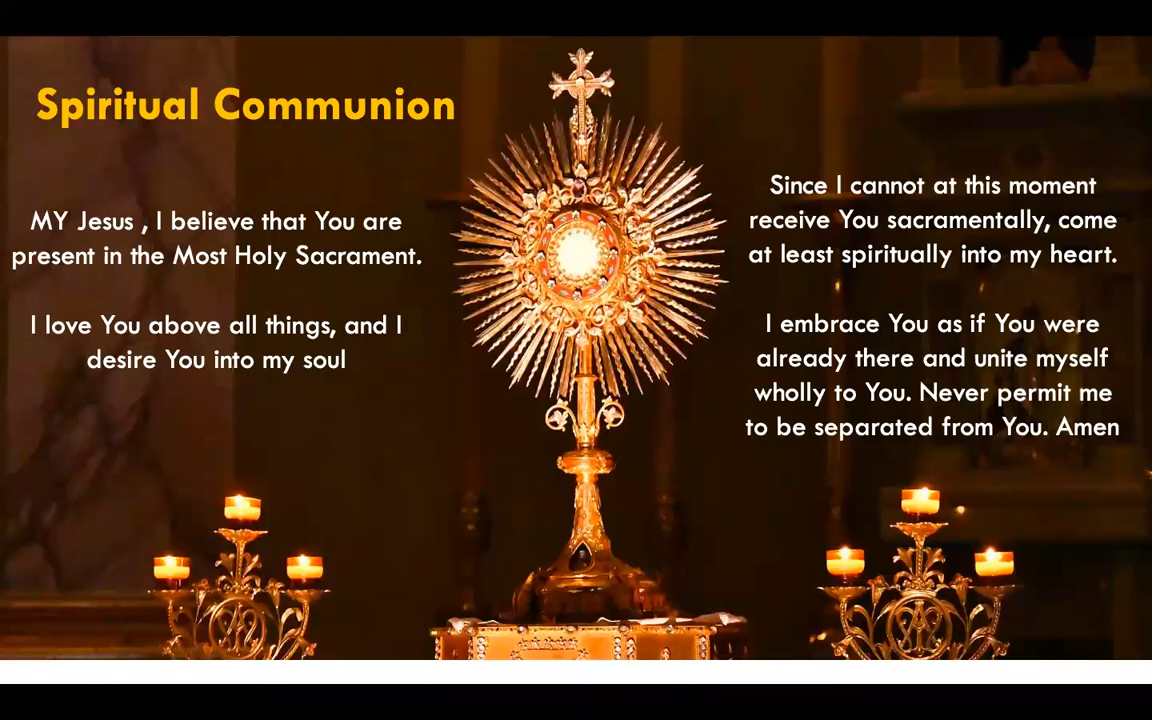 Spiritual Communion
MY Jesus , I believe that You are
present in the Most Holy Sacrament.
I love You above all things, and I
desire You into my soul
Since I cannot at this moment
receive You sacramentally, come
at least spiritually into my heart.
I embrace You as if You were
already there and unite myself
wholly to You. Never permit me
to be separated from You. Amen